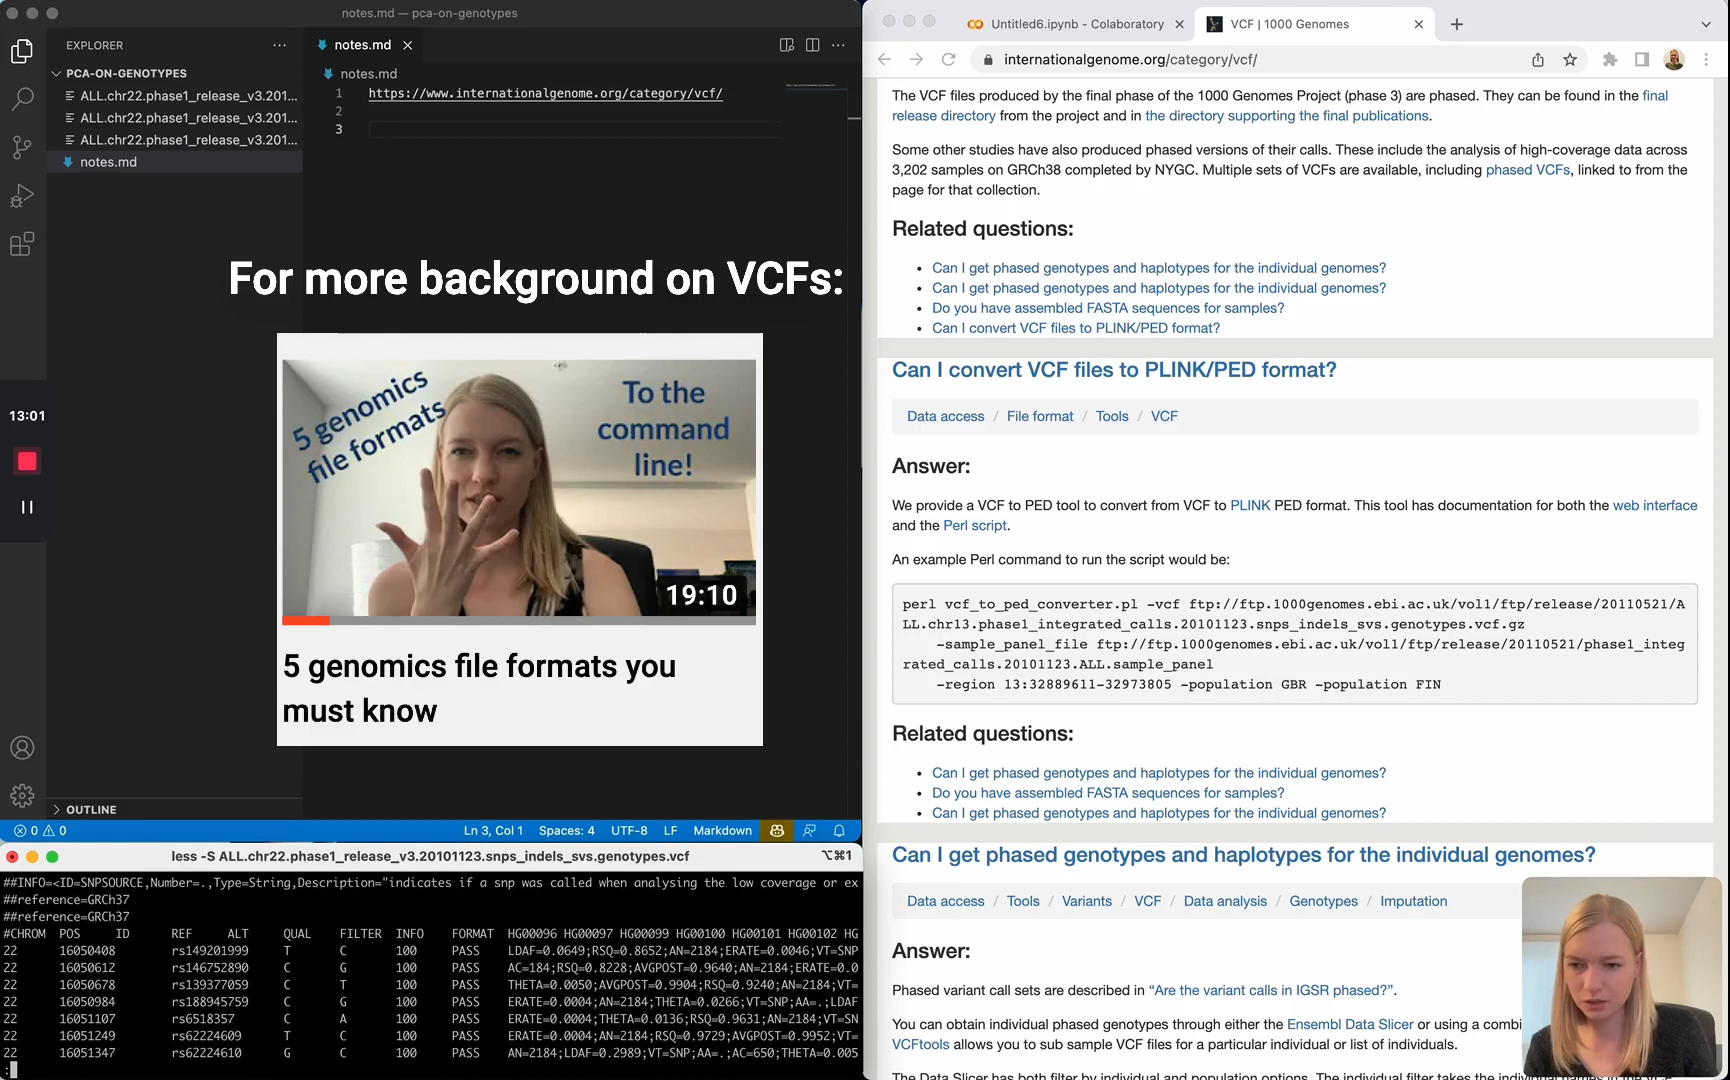 notes.md — pca-on-genotypes
EXPLORER
PCA-ON-GENOTYPES
ALL.chr22.phase1_release_v3.201...
ALL.chr22.phase1_release_v3.201...
ALL.chr22.phase1_release_v3.201...
notes.md
notes.md
notes.md
1 https://www.internationalgenome.org/category/vcf/
2
3
For more background on VCFs:
5 genomics
file formats
To the
command
line!
19:10
5 genomics file formats you
must know
13:01
OUTLINE
0 0
Ln 3, Col 1 Spaces: 4 UTF-8 LF Markdown
less -S ALL.chr22.phase1_release_v3.20101123.snps_indels_svs.genotypes.vcf
⌥⌘1
##INFO=<ID=SNPSOURCE,Number=.,Type=String,Description="indicates if a snp was called when analysing the low coverage or ex
##reference=GRCh37
##reference=GRCh37
#CHROM POS ID REF ALT QUAL FILTER INFO FORMAT HG00096 HG00097 HG00099 HG00100 HG00101 HG00102 HG
22 16050408 rs149201999 T C 100 PASS LDAF=0.0649;RSQ=0.8652;AN=2184;ERATE=0.0046;VT=SNP
22 16050612 rs146752890 C G 100 PASS AC=184;RSQ=0.8228;AVGPOST=0.9640;AN=2184;ERATE=0.0
22 16050678 rs139377059 C T 100 PASS THETA=0.0050;AVGPOST=0.9904;RSQ=0.9240;AN=2184;VT=
22 16050984 rs188945759 C G 100 PASS ERATE=0.0004;AN=2184;THETA=0.0266;VT=SNP;AA=.;LDAF
22 16051107 rs6518357 C A 100 PASS ERATE=0.0004;THETA=0.0136;RSQ=0.9631;AN=2184;VT=SN
22 16051249 rs62224609 T C 100 PASS ERATE=0.0004;AN=2184;RSQ=0.9729;AVGPOST=0.9952;VT=
22 16051347 rs62224610 G C 100 PASS AN=2184;LDAF=0.2989;VT=SNP;AA=.;AC=650;THETA=0.005
:
Untitled6.ipynb - Colaboratory
VCF | 1000 Genomes
internationalgenome.org/category/vcf/
The VCF files produced by the final phase of the 1000 Genomes Project (phase 3) are phased. They can be found in the final
release directory from the project and in the directory supporting the final publications.
Some other studies have also produced phased versions of their calls. These include the analysis of high-coverage data across
3,202 samples on GRCh38 completed by NYGC. Multiple sets of VCFs are available, including phased VCFs, linked to from the
page for that collection.
Related questions:
Can I get phased genotypes and haplotypes for the individual genomes?
Can I get phased genotypes and haplotypes for the individual genomes?
Do you have assembled FASTA sequences for samples?
Can I convert VCF files to PLINK/PED format?
Can I convert VCF files to PLINK/PED format?
Data access / File format / Tools / VCF
Answer:
We provide a VCF to PED tool to convert from VCF to PLINK PED format. This tool has documentation for both the web interface
and the Perl script.
An example Perl command to run the script would be:
perl vcf_to_ped_converter.pl -vcf ftp://ftp.1000genomes.ebi.ac.uk/vol1/ftp/release/20110521/A
LL.chr13.phase1_integrated_calls.20101123.snps_indels_svs.genotypes.vcf.gz
-sample_panel_file ftp://ftp.1000genomes.ebi.ac.uk/vol1/ftp/release/20110521/phase1_integ
rated_calls.20101123.ALL.sample_panel
-region 13:32889611-32973805 -population GBR -population FIN
Related questions:
Can I get phased genotypes and haplotypes for the individual genomes?
Do you have assembled FASTA sequences for samples?
Can I get phased genotypes and haplotypes for the individual genomes?
Can I get phased genotypes and haplotypes for the individual genomes?
Data access / Tools / Variants / VCF / Data analysis / Genotypes / Imputation
Answer:
Phased variant call sets are described in “Are the variant calls in IGSR phased?”.
You can obtain individual phased genotypes through either the Ensembl Data Slicer or using a combi
VCFtools allows you to sub sample VCF files for a particular individual or list of individuals.
The Data Slicer has both filter by individual and population options. The individual filter takes the